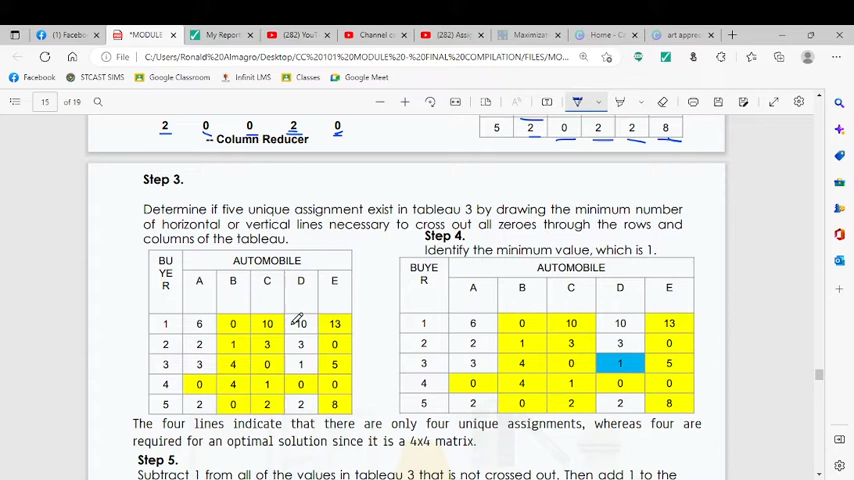 (1) Facebo
*MODULE
My Report
(282) YouT
Channel co
(282) Assig
Maximizat
Home - Ca
art apprec
File
C:/Users/Ronald%20Almagro/Desktop/CC%20101%20MODULE%20-%20FINAL%20COMPILATION/FILES/MO...
Facebook
STCAST SIMS
Google Classroom
Infinit LMS
Classes
Google Meet
15 of 19
2 0 0 2 0
-- Column Reducer
5 2 0 2 2 8
Step 3.
Determine if five unique assignment exist in tableau 3 by drawing the minimum number
of horizontal or vertical lines necessary to cross out all zeroes through the rows and
columns of the tableau.
Step 4.
Identify the minimum value, which is 1.
BU
YE
R
AUTOMOBILE
A B C D E
1 6 0 10 10 13
2 2 1 3 3 0
3 3 4 0 1 5
4 0 4 1 0 0
5 2 0 2 2 8
BUYE
R
AUTOMOBILE
A B C D E
1 6 0 10 10 13
2 2 1 3 3 0
3 3 4 0 1 5
4 0 4 1 0 0
5 2 0 2 2 8
The four lines indicate that there are only four unique assignments, whereas four are
required for an optimal solution since it is a 4x4 matrix.
Step 5.
Subtract 1 from all of the values in tableau 3 that is not crossed out. Then add 1 to the